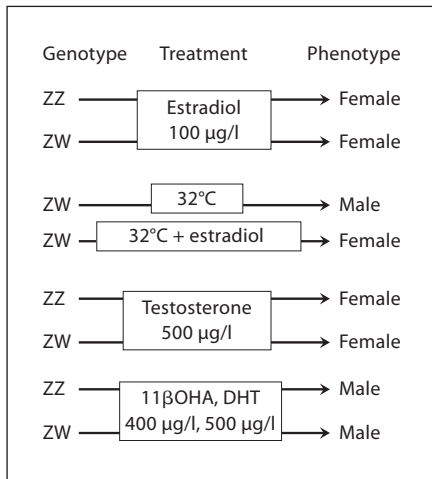 Genotype Treatment Phenotype
ZZ Estradiol Female
100 µg/l
ZW Female
ZW 32°C Male
ZW 32°C + estradiol Female
ZZ Testosterone Female
500 µg/l
ZW Female
ZZ 11βOHA, DHT Male
400 µg/l, 500 µg/l
ZW Male